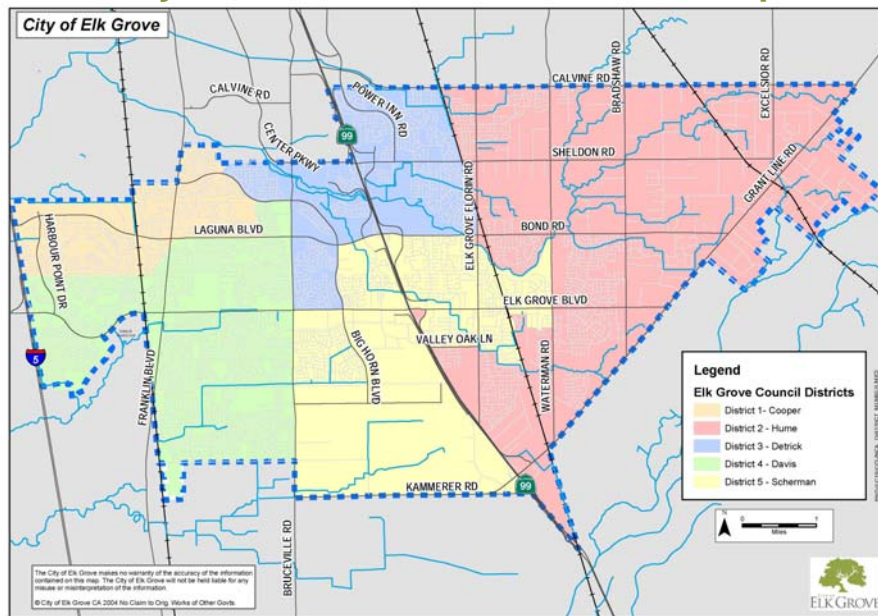 City of Elk Grove
CALVINE RD
POWER INN RD
CENTER PKWY
99
CALVINE RD
BRADSHAW RD
EXCELSIOR RD
SHELDON RD
GRANT LINE RD
ELK GROVE FLORIN RD
HARBOUR POINT DR
LAGUNA BLVD
BOND RD
ELK GROVE BLVD
5
FRANKLIN BLVD
BIG HORN BLVD
VALLEY OAK LN
WATERMAN RD
KAMMERER RD
99
BRUCEVILLE RD
Legend
Elk Grove Council Districts
District 1- Cooper
District 2 - Hume
District 3 - Detrick
District 4 - Davis
District 5 - Scherman
N
0 1
Miles
The City of Elk Grove makes no warranty of the accuracy of the information
contained on this map. The City of Elk Grove will not be held liable for any
misuse or misinterpretation of the information
© City of Elk Grove CA 2004 No Claim to Orig. Works of Other Govts.
ELK GROVE